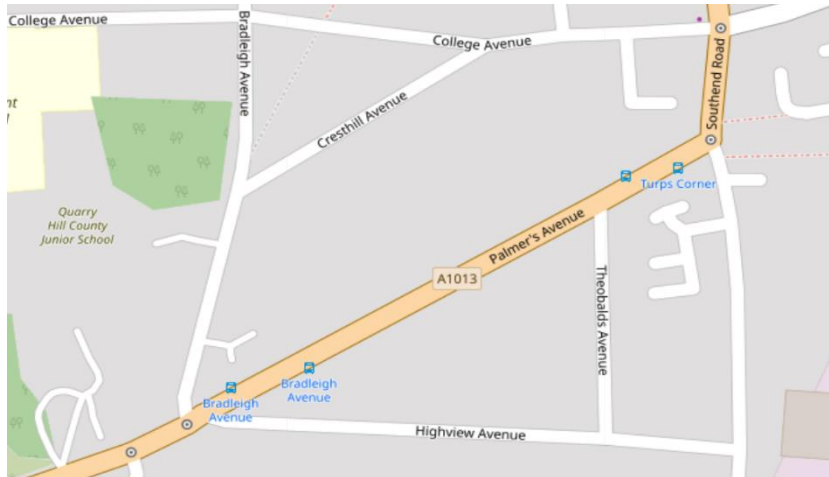 College Avenue
Bradleigh Avenue
College Avenue
Southend Road
Cresthill Avenue
Turps Corner
Quarry
Hill County
Junior School
Palmer's Avenue
A1013
Theobalds Avenue
Bradleigh
Avenue
Bradleigh
Avenue
Highview Avenue